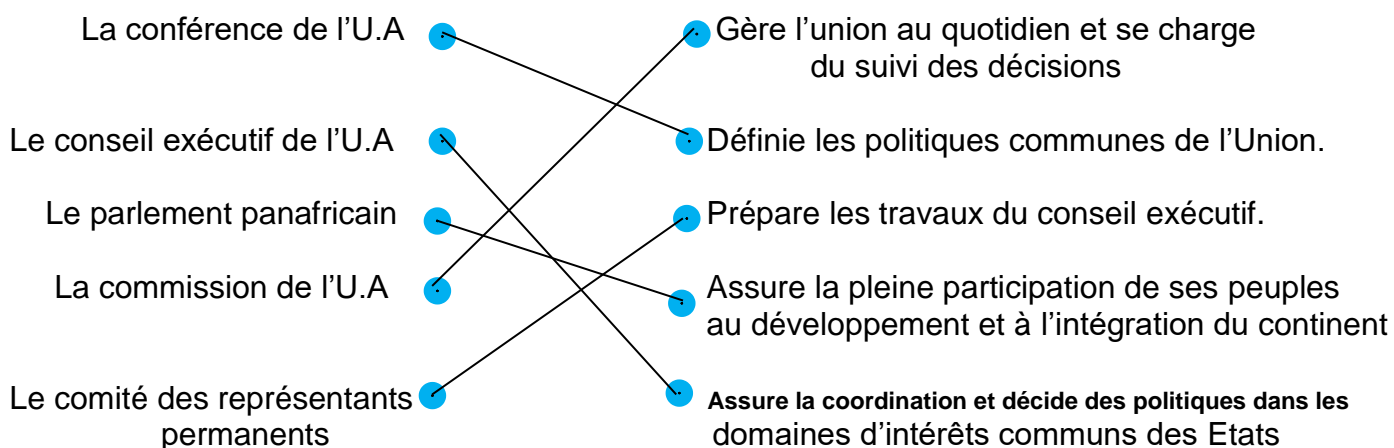 La conférence de l’U.A
Gère l’union au quotidien et se charge
du suivi des décisions
Le conseil exécutif de l’U.A
Définie les politiques communes de l’Union.
Le parlement panafricain
Prépare les travaux du conseil exécutif.
La commission de l’U.A
Assure la pleine participation de ses peuples
au développement et à l’intégration du continent
Le comité des représentants
permanents
Assure la coordination et décide des politiques dans les
domaines d’intérêts communs des Etats